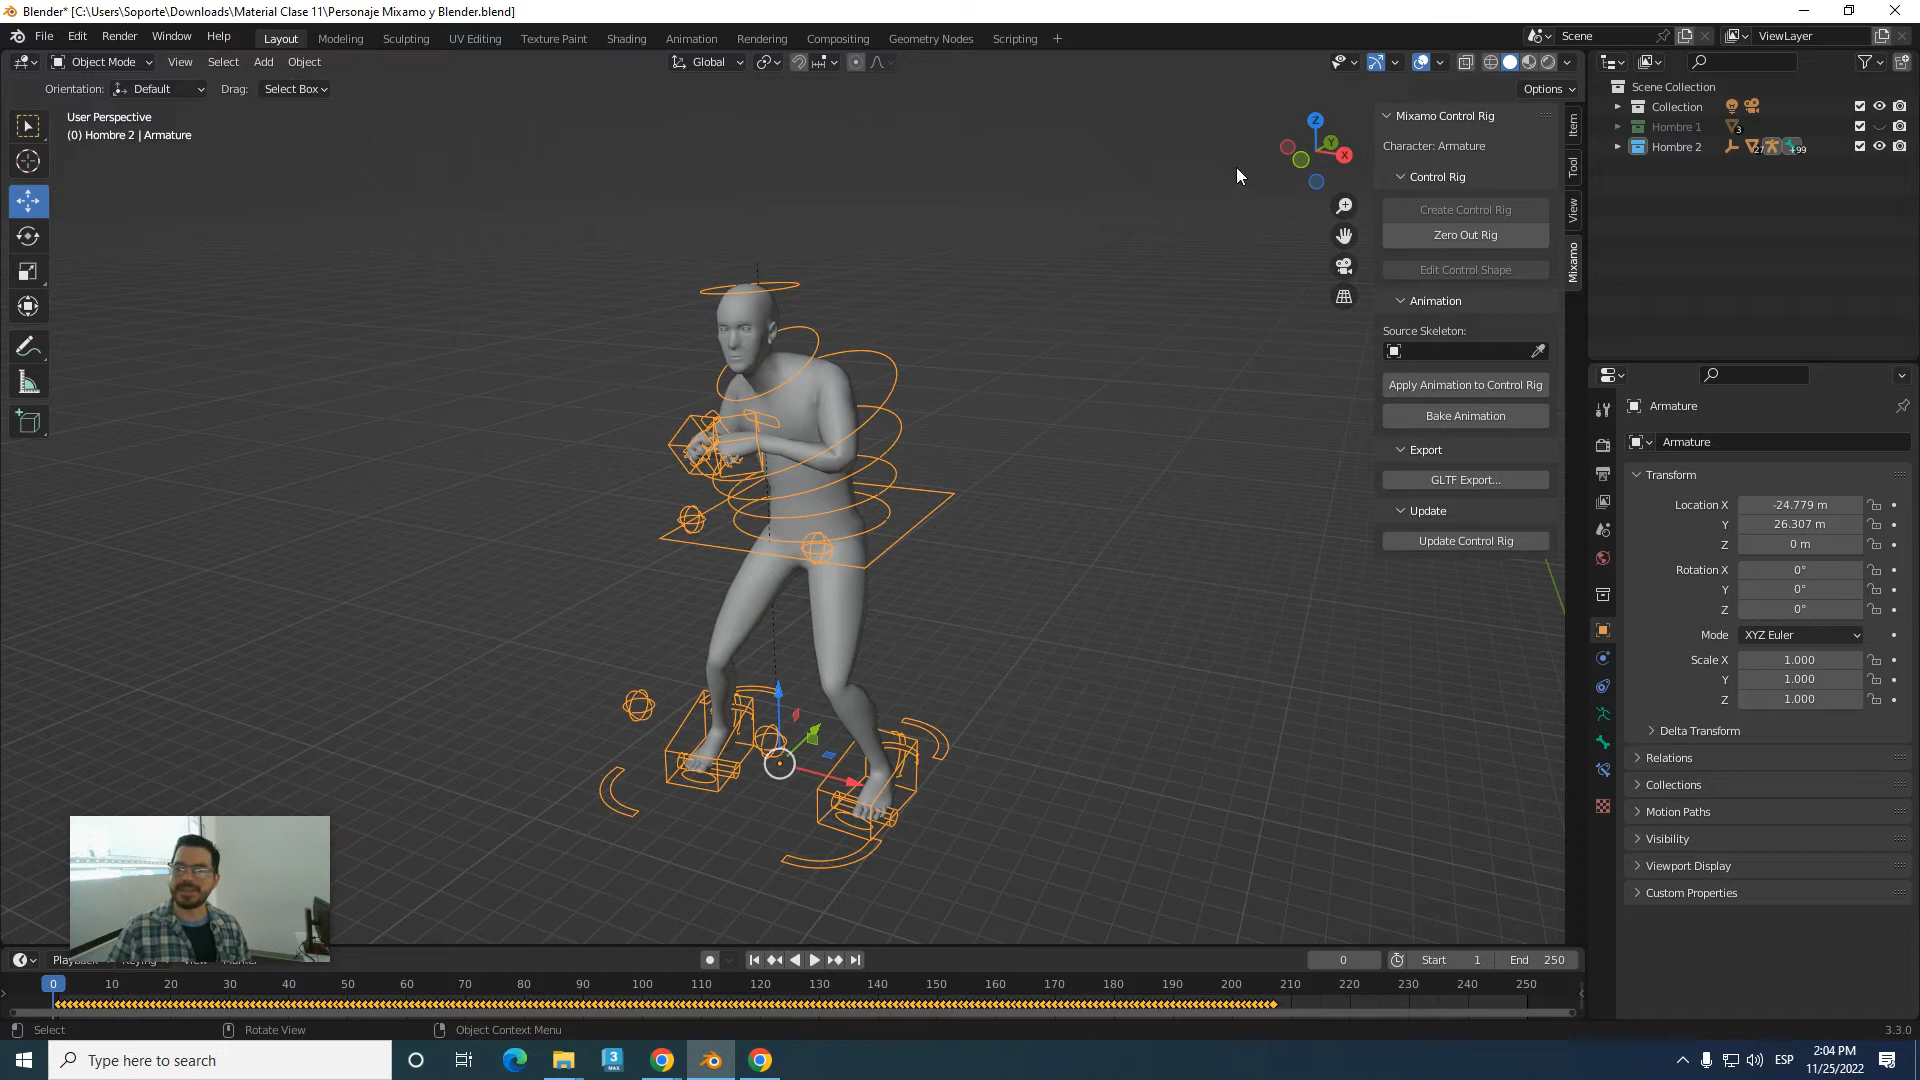 Blender* [C:\Users\Soporte\Downloads\Material Clase 11\Personaje Mixamo y Blender.blend]
File Edit Render Window Help
Layout Modeling Sculpting UV Editing Texture Paint Shading Animation Rendering Compositing Geometry Nodes Scripting
Scene
ViewLayer
Object Mode View Select Add Object
Global
Orientation: Default Drag: Select Box
Options
User Perspective
(0) Hombre 2 | Armature
Z
Y
X
Mixamo Control Rig
Character: Armature
Control Rig
Create Control Rig
Zero Out Rig
Edit Control Shape
Animation
Source Skeleton:
Apply Animation to Control Rig
Bake Animation
Export
GLTF Export...
Update
Update Control Rig
Item
Tool
View
Mixamo
Scene Collection
Collection
Hombre 1
3
Hombre 2
27
+99
Armature
Armature
Transform
Location X -24.779 m
Y 26.307 m
Z 0 m
Rotation X 0°
Y 0°
Z 0°
Mode XYZ Euler
Scale X 1.000
Y 1.000
Z 1.000
Delta Transform
Relations
Collections
Motion Paths
Visibility
Viewport Display
Custom Properties
0 Start 1 End 250
0 10 20 30 40 50 60 70 80 90 100 110 120 130 140 150 160 170 180 190 200 210 220 230 240 250
Select
Rotate View
Object Context Menu
3.3.0
Type here to search
3
MAX
ESP
2:04 PM
11/25/2022